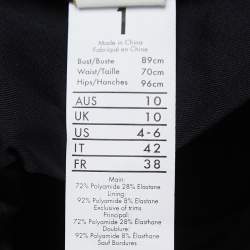 1
Made in China
Fabriqué en Chine
Bust/Buste 89cm
Waist/Taille 70cm
Hips/Hanches 96cm
AUS 10
UK 10
US 4-6
IT 42
FR 38
Main:
72% Polyamide 28% Elastane
Lining:
92% Polyamide 8% Elastane
Exclusive of trims
Principal:
72% Polyamide 28% Elastane
Doublure:
92% Polyamide 8% Elasthane
Sauf Bordures